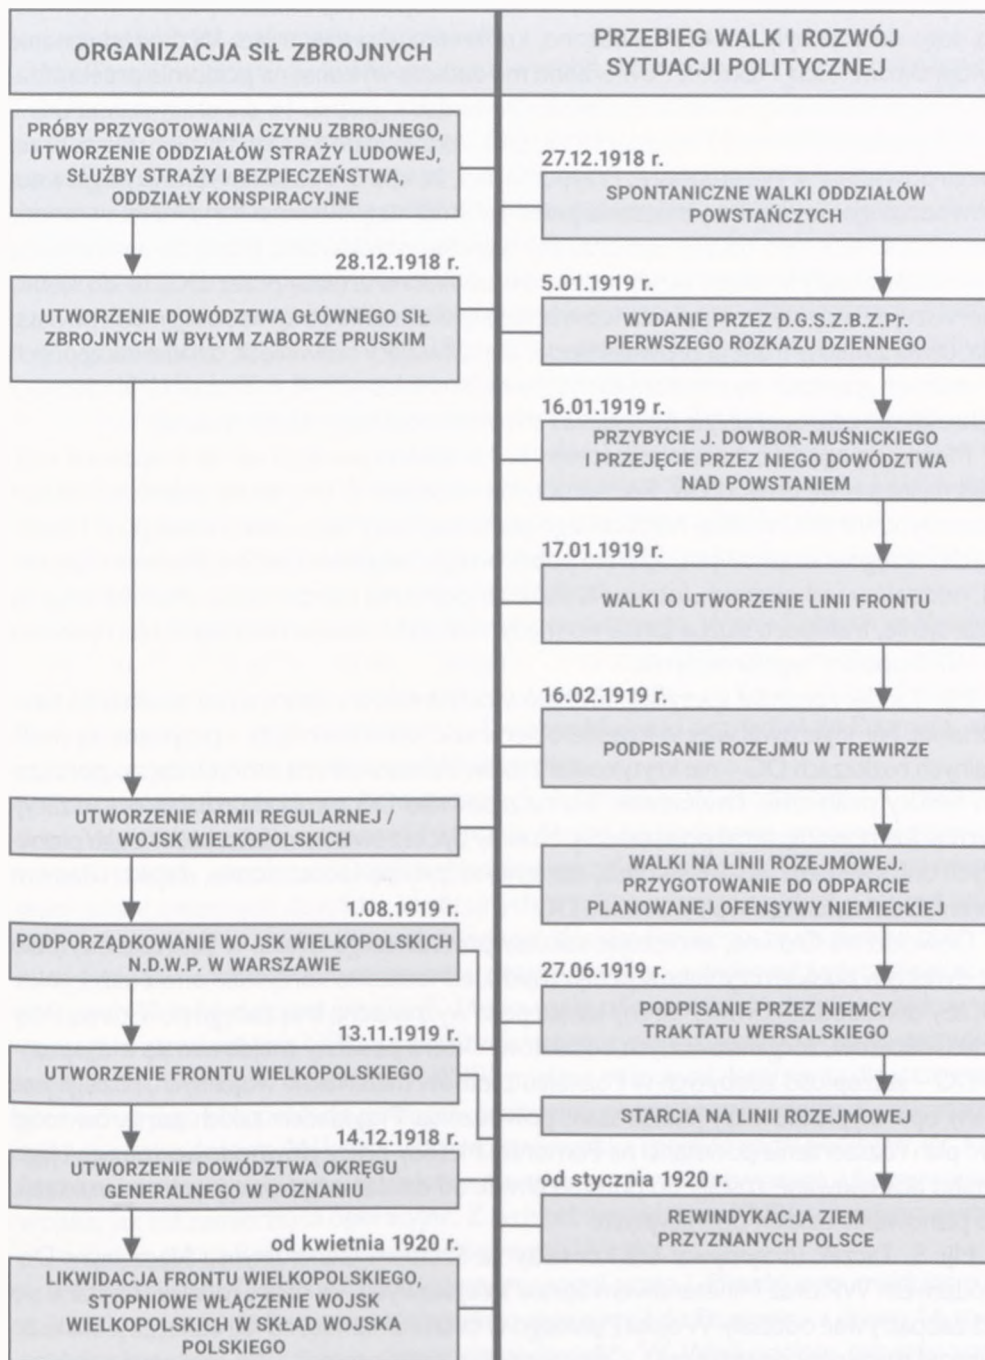 ORGANIZACJA SIŁ ZBROJNYCH
PRÓBY PRZYGOTOWANIA CZYNU ZBROJNEGO,
UTWORZENIE ODDZIAŁÓW STRAŻY LUDOWEJ,
SŁUŻBY STRAŻY I BEZPIECZEŃSTWA,
ODDZIAŁY KONSPIRACYJNE
28.12.1918 r.
UTWORZENIE DOWÓDZTWA GŁÓWNEGO SIŁ
ZBROJNYCH W BYŁYM ZABORZE PRUSKIM
UTWORZENIE ARMII REGULARNEJ /
WOJSK WIELKOPOLSKICH
1.08.1919 r.
PODPORZĄDKOWANIE WOJSK WIELKOPOLSKICH
N.D.W.P. W WARSZAWIE
13.11.1919 r.
UTWORZENIE FRONTU WIELKOPOLSKIEGO
14.12.1918 r.
UTWORZENIE DOWÓDZTWA OKRĘGU
GENERALNEGO W POZNANIU
od kwietnia 1920 r.
LIKWIDACJA FRONTU WIELKOPOLSKIEGO,
STOPNIOWE WŁĄCZENIE WOJSK
WIELKOPOLSKICH W SKŁAD WOJSKA
POLSKIEGO
PRZEBIEG WALK I ROZWÓJ
SYTUACJI POLITYCZNEJ
27.12.1918 r.
SPONTANICZNE WALKI ODDZIAŁÓW
POWSTAŃCZYCH
5.01.1919 r.
WYDANIE PRZEZ D.G.S.Z.B.Z.Pr.
PIERWSZEGO ROZKAZU DZIENNEGO
16.01.1919 r.
PRZYBYCIE J. DOWBOR-MUŚNICKIEGO
I PRZEJĘCIE PRZEZ NIEGO DOWÓDZTWA
NAD POWSTANIEM
17.01.1919 r.
WALKI O UTWORZENIE LINII FRONTU
16.02.1919 r.
PODPISANIE ROZEJMU W TREWIRZE
WALKI NA LINII ROZEJMOWEJ.
PRZYGOTOWANIE DO ODPARCIE
PLANOWANEJ OFENSYWY NIEMIECKIEJ
27.06.1919 r.
PODPISANIE PRZEZ NIEMCY
TRAKTATU WERSALSKIEGO
STARCIA NA LINII ROZEJMOWEJ
od stycznia 1920 r.
REWINDYKACJA ZIEM
PRZYZNANYCH POLSCE